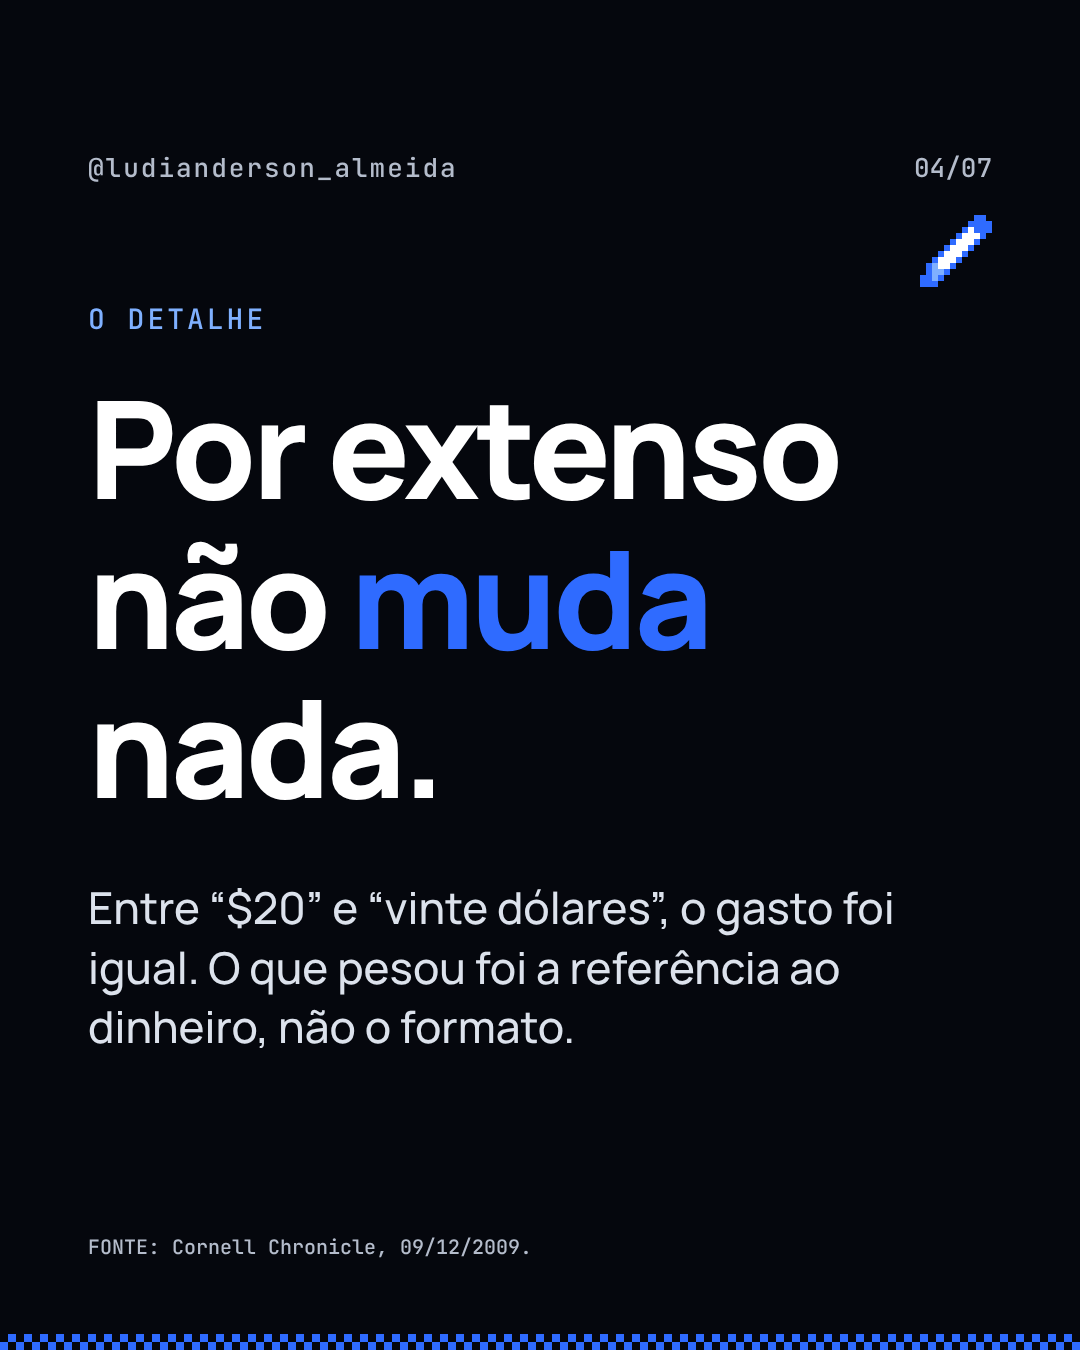 @ludianderson_almeida
04/07
O DETALHE
Por extenso
não muda
nada.
Entre “$20” e “vinte dólares”, o gasto foi
igual. O que pesou foi a referência ao
dinheiro, não o formato.
FONTE: Cornell Chronicle, 09/12/2009.